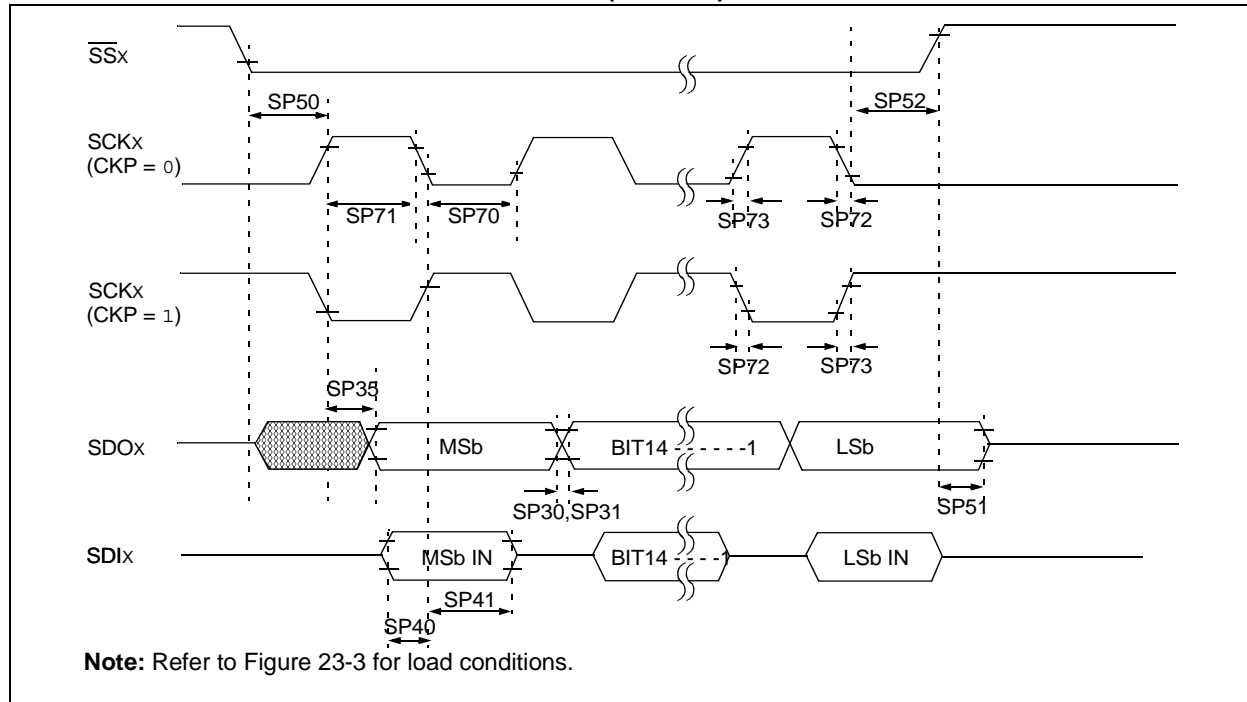 SSX
SP50
SP52
SCKX
(CKP = 0)
SP71
SP70
SP73
SP72
SCKX
(CKP = 1)
SP72
SP73
SP35
SDOX
MSb
BIT14 - - - - - -1
LSb
SP30,SP31
SP51
SDIX
MSb IN
BIT14 - - - -1
LSb IN
SP41
SP40
Note: Refer to Figure 23-3 for load conditions.